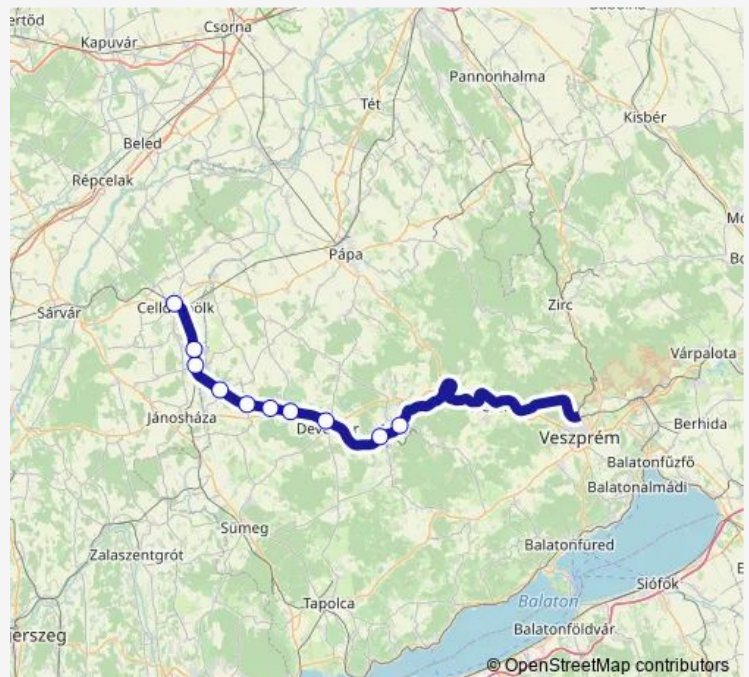 Csorna
Kapuvár
Pannonhalma
Tét
Kisbér
Beled
Répcelak
Pápa
Zirc
Sárvár
Várpalota
Jánosháza
Berhida
Veszprém
Balatonfűzfő
Balatonalmádi
Sümeg
Balatonfüred
Zalaszentgrót
Siófok
Tapolca
Balaton
Balatonföldvár
© OpenStreetMap contributors